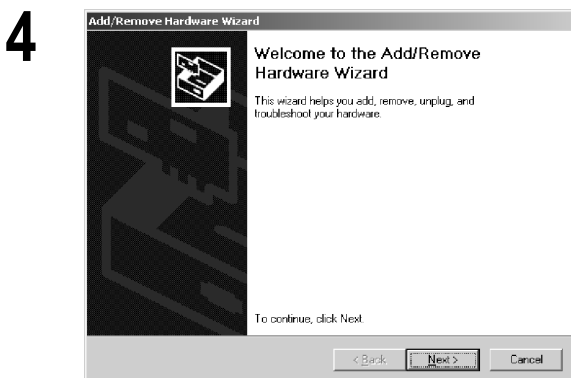 4
Add/Remove Hardware Wizard
Welcome to the Add/Remove
Hardware Wizard
This wizard helps you add, remove, unplug, and
troubleshoot your hardware.
To continue, click Next.
< Back
Next >
Cancel